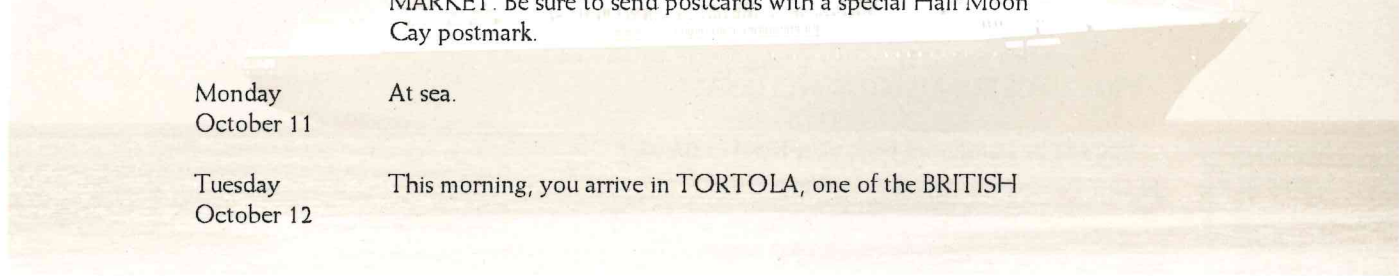 MARKET. Be sure to send postcards with a special Half Moon
Cay postmark.
Monday At sea.
October 11
Tuesday This morning, you arrive in TORTOLA, one of the BRITISH
October 12